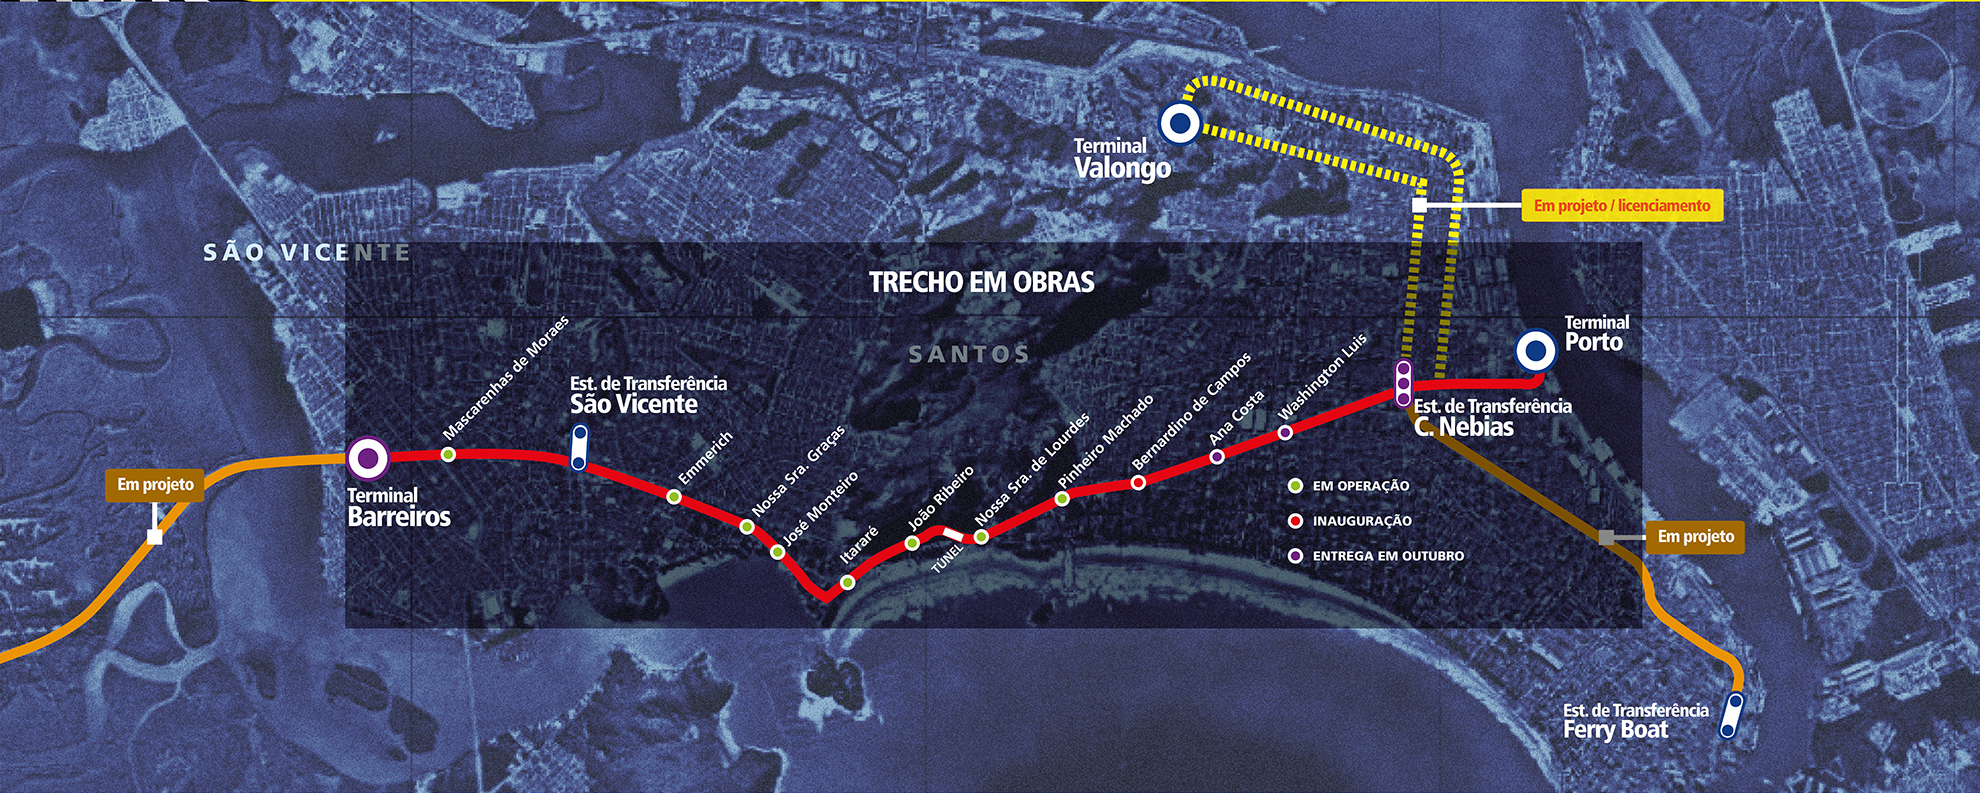 Terminal
Valongo
Em projeto / licenciamento
SÃO VICENTE
TRECHO EM OBRAS
SANTOS
Terminal
Porto
Mascarenhas de Moraes
Est. de Transferência
São Vicente
Emmerich
Nossa Sra. Graças
José Monteiro
Itararé
João Ribeiro
TÚNEL
Nossa Sra. de Lourdes
Pinheiro Machado
Bernardino de Campos
Ana Costa
Washington Luis
Est. de Transferência
C. Nebias
Em projeto
Terminal
Barreiros
EM OPERAÇÃO
INAUGURAÇÃO
ENTREGA EM OUTUBRO
Em projeto
Est. de Transferência
Ferry Boat